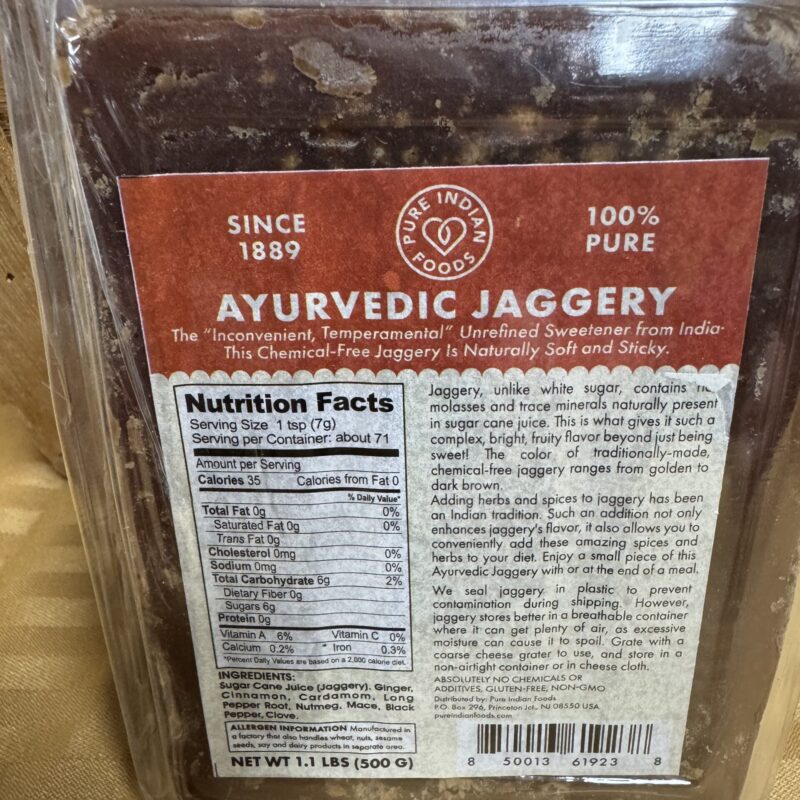 SINCE
1889
PURE INDIAN
FOODS
100%
PURE
AYURVEDIC JAGGERY
The "Inconvenient, Temperamental" Unrefined Sweetener from India.
This Chemical-Free Jaggery Is Naturally Soft and Sticky.
Nutrition Facts
Serving Size 1 tsp (7g)
Serving per Container: about 71
Amount per Serving
Calories 35 Calories from Fat 0
% Daily Value*
Total Fat 0g 0%
Saturated Fat 0g 0%
Trans Fat 0g
Cholesterol 0mg 0%
Sodium 0mg 0%
Total Carbohydrate 6g 2%
Dietary Fiber 0g
Sugars 6g
Protein 0g
Vitamin A 6% Vitamin C 0%
Calcium 0.2% * Iron 0.3%
*Percent Daily Values are based on a 2,000 calorie diet.
INGREDIENTS:
Sugar Cane Juice (Jaggery), Ginger,
Cinnamon, Cardamom, Long
Pepper Root, Nutmeg, Mace, Black
Pepper, Clove.
ALLERGEN INFORMATION Manufactured in
a factory that also handles wheat, nuts, sesame
seeds, soy and dairy products in separate area.
NET WT 1.1 LBS (500 G)
Jaggery, unlike white sugar, contains
molasses and trace minerals naturally present
in sugar cane juice. This is what gives it such a
complex, bright, fruity flavor beyond just being
sweet! The color of traditionally-made,
chemical-free jaggery ranges from golden to
dark brown.
Adding herbs and spices to jaggery has been
an Indian tradition. Such an addition not only
enhances jaggery's flavor, it also allows you to
conveniently add these amazing spices and
herbs to your diet. Enjoy a small piece of this
Ayurvedic Jaggery with or at the end of a meal.
We seal jaggery in plastic to prevent
contamination during shipping. However,
jaggery stores better in a breathable container
where it can get plenty of air, as excessive
moisture can cause it to spoil. Grate with a
coarse cheese grater to use, and store in a
non-airtight container or in cheese cloth.
ABSOLUTELY NO CHEMICALS OR
ADDITIVES, GLUTEN-FREE, NON-GMO
Distributed by: Pure Indian Foods
P.O. Box 296, Princeton Jct., NJ 08550 USA
pureindianfoods.com
8 50013 61923 8